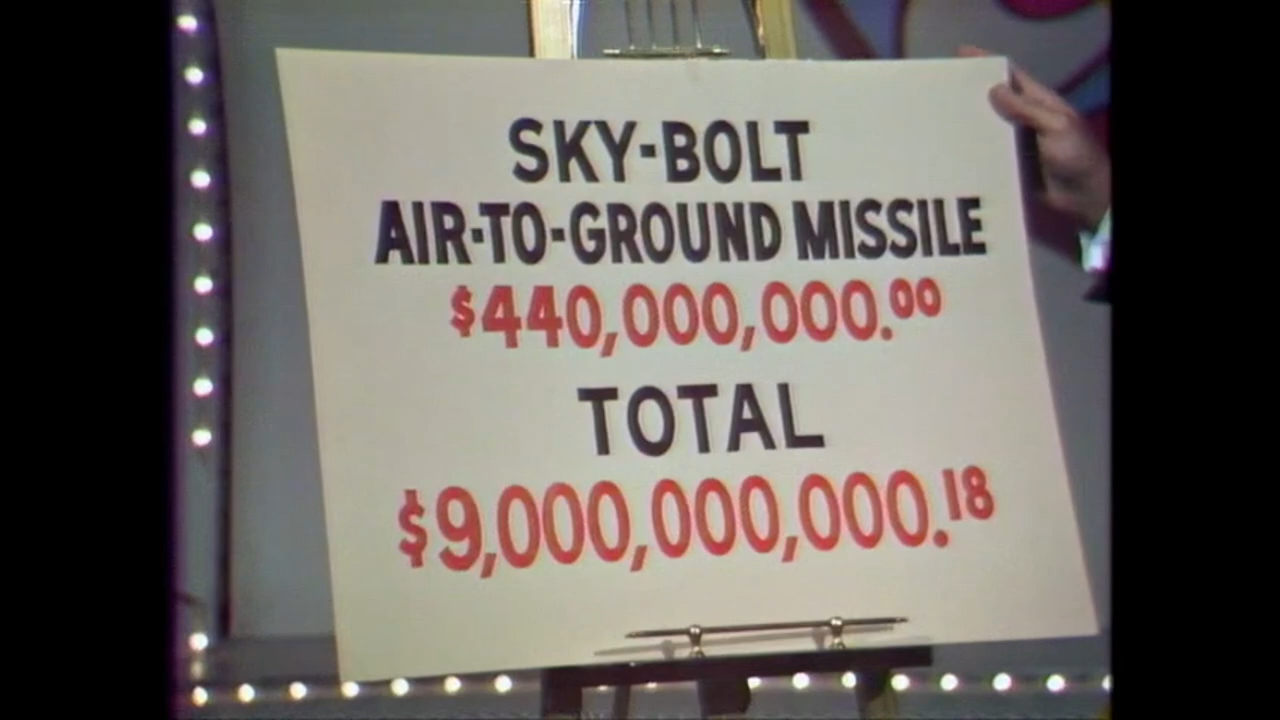 SKY-BOLT
AIR-TO-GROUND MISSILE
$440,000,000.00
TOTAL
$9,000,000,000.18